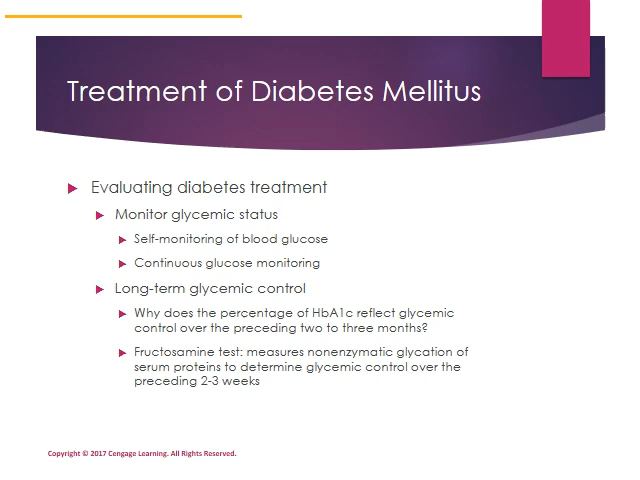 Treatment of Diabetes Mellitus
Evaluating diabetes treatment
Monitor glycemic status
Self-monitoring of blood glucose
Continuous glucose monitoring
Long-term glycemic control
Why does the percentage of HbA1c reflect glycemic
control over the preceding two to three months?
Fructosamine test: measures nonenzymatic glycation of
serum proteins to determine glycemic control over the
preceding 2-3 weeks
Copyright © 2017 Cengage Learning. All Rights Reserved.